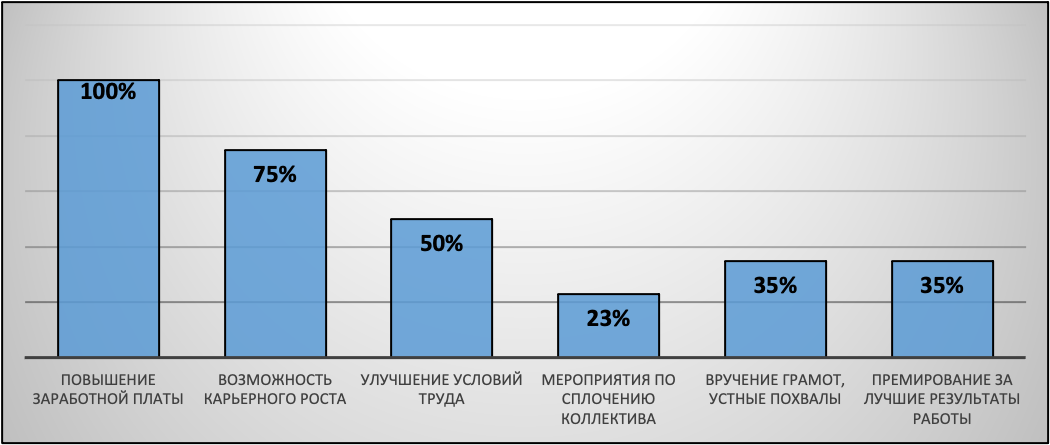 100%
75%
50%
23%
35%
35%
ПОВЫШЕНИЕ
ЗАРАБОТНОЙ ПЛАТЫ
ВОЗМОЖНОСТЬ
КАРЬЕРНОГО РОСТА
УЛУЧШЕНИЕ УСЛОВИЙ
ТРУДА
МЕРОПРИЯТИЯ ПО
СПЛОЧЕНИЮ
КОЛЛЕКТИВА
ВРУЧЕНИЕ ГРАМОТ,
УСТНЫЕ ПОХВАЛЫ
ПРЕМИРОВАНИЕ ЗА
ЛУЧШИЕ РЕЗУЛЬТАТЫ
РАБОТЫ